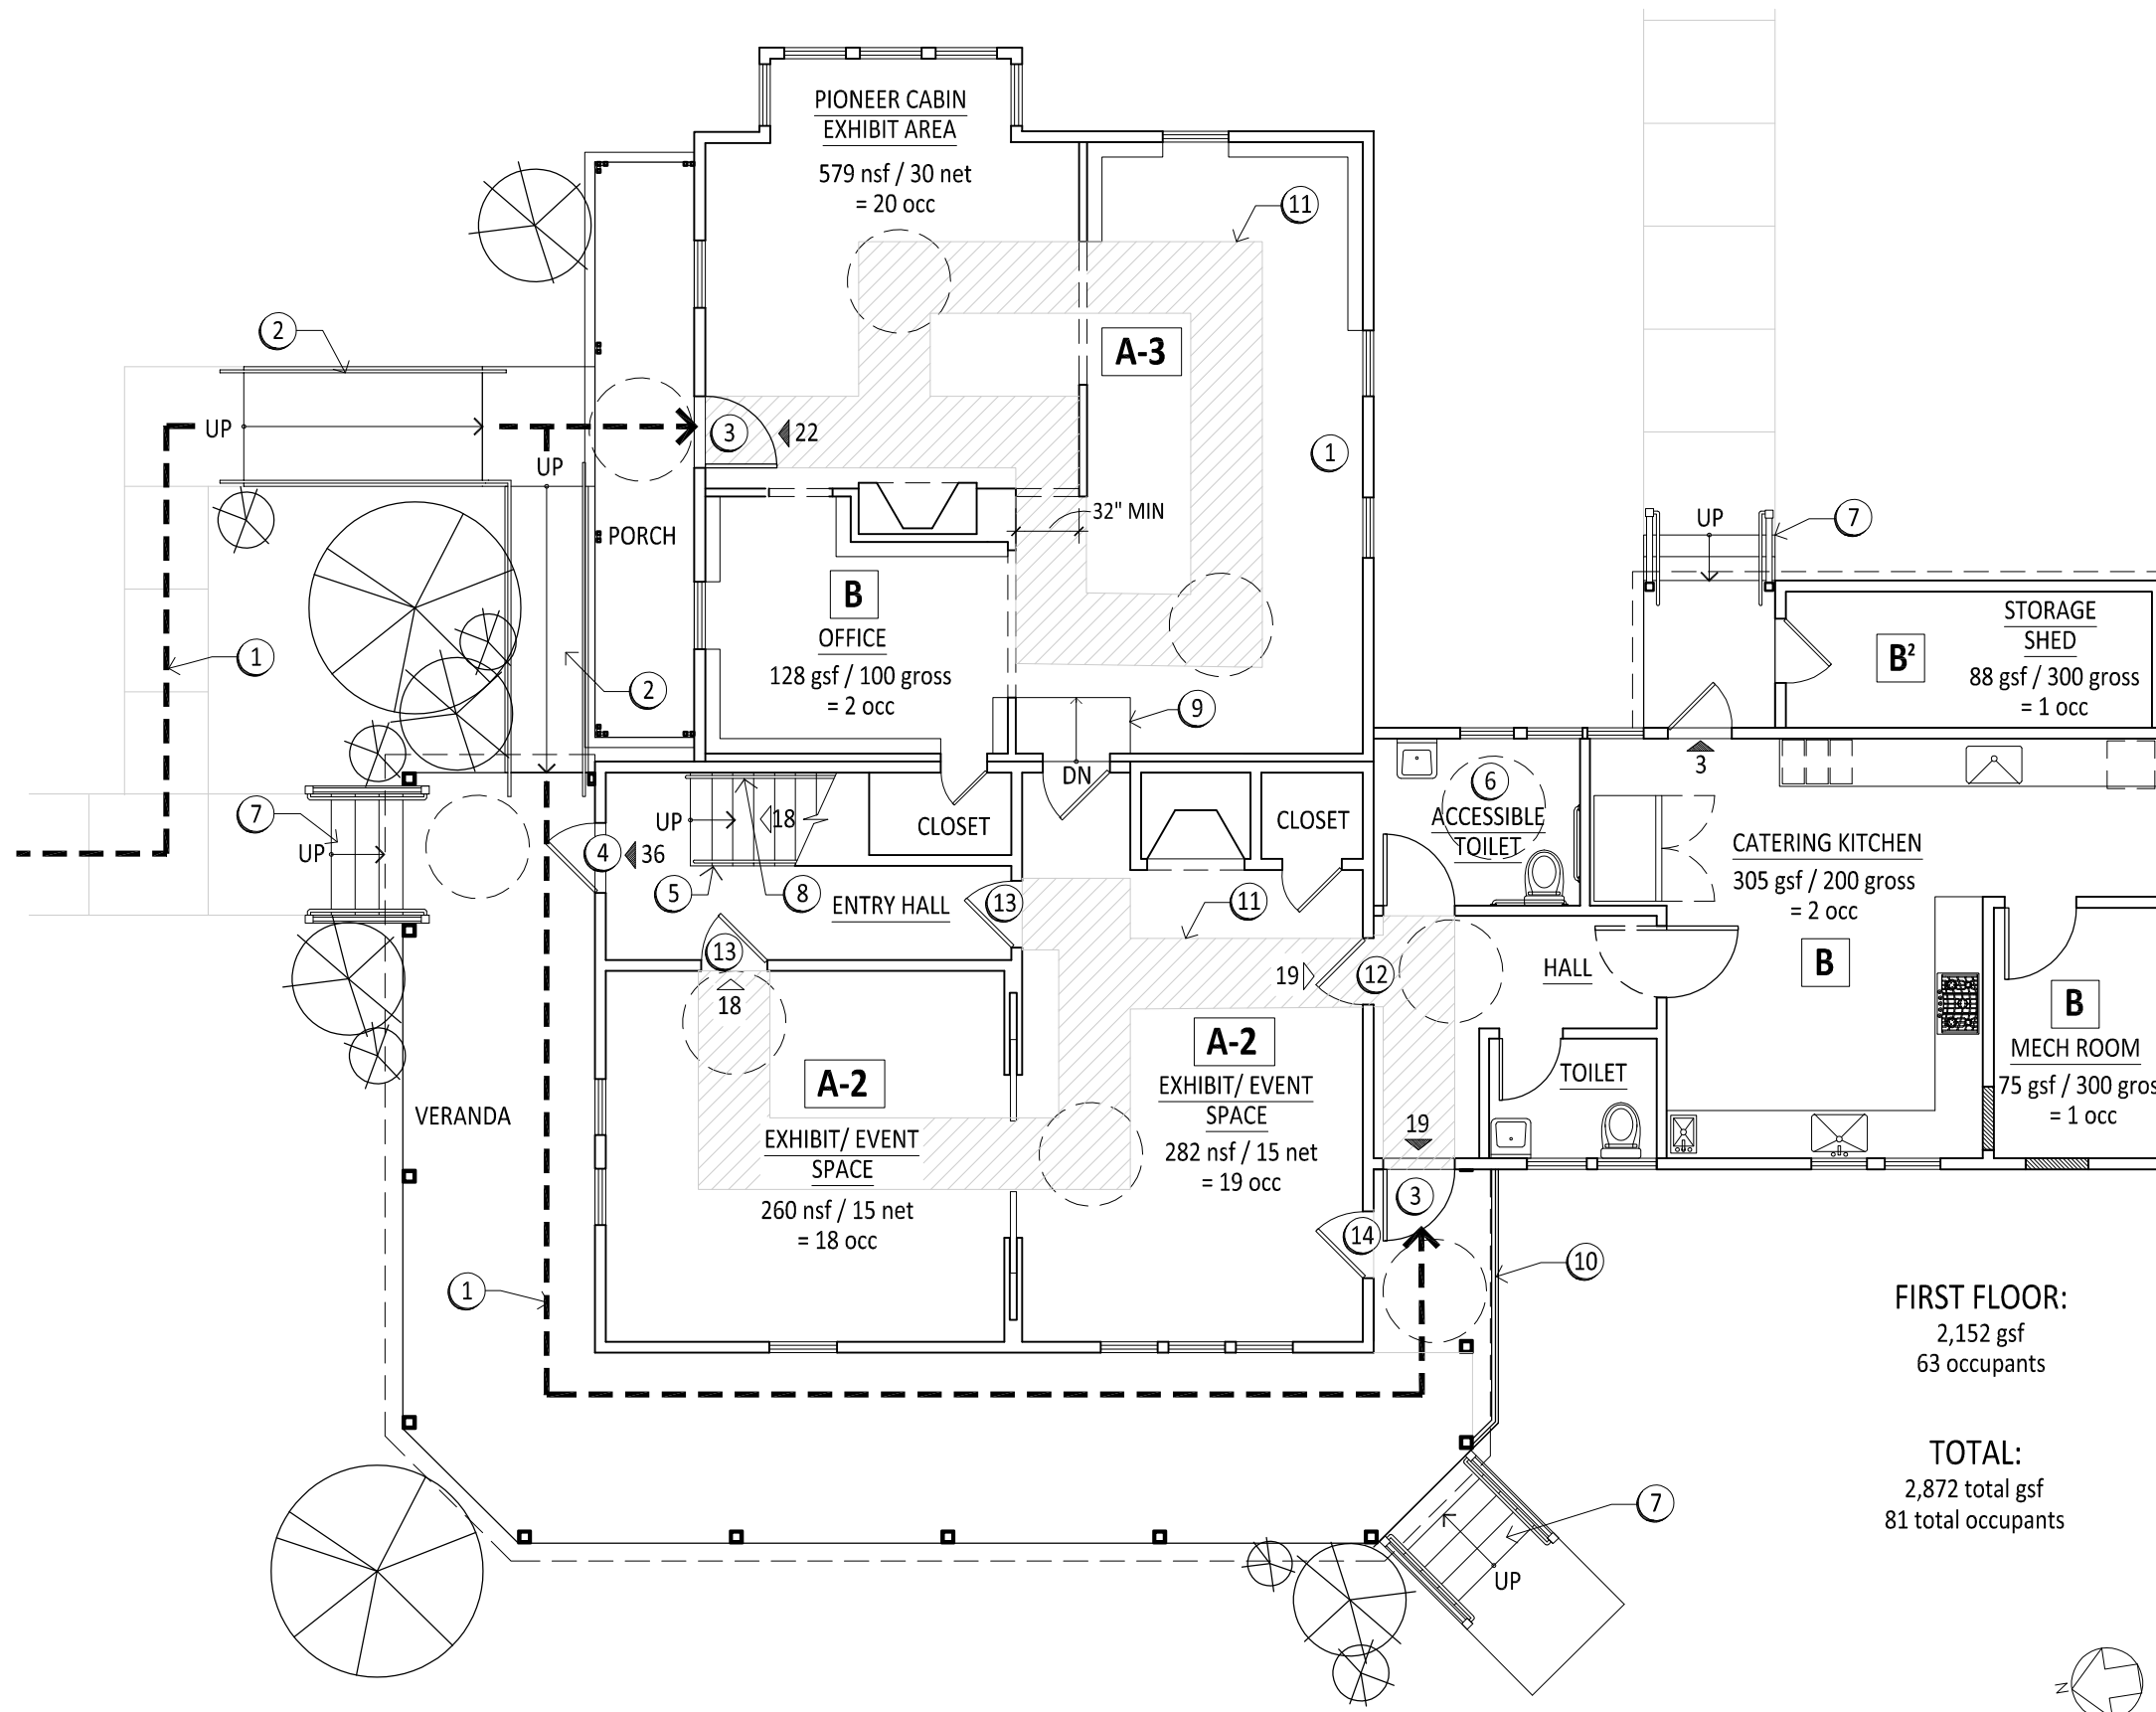 PIONEER CABIN
EXHIBIT AREA
579 nsf / 30 net
= 20 occ
11
A-3
2
UP
3
22
1
UP
32" MIN
PORCH
B
OFFICE
128 gsf / 100 gross
= 2 occ
1
2
9
DN
UP
7
STORAGE
SHED
B²
88 gsf / 300 gross
= 1 occ
3
7
UP
4
36
UP
18
5
8
CLOSET
ENTRY HALL
13
13
18
CLOSET
11
6
ACCESSIBLE
TOILET
CATERING KITCHEN
305 gsf / 200 gross
= 2 occ
B
19
12
HALL
B
MECH ROOM
75 gsf / 300 gros
= 1 occ
TOILET
VERANDA
A-2
EXHIBIT/ EVENT
SPACE
260 nsf / 15 net
= 18 occ
A-2
EXHIBIT/ EVENT
SPACE
282 nsf / 15 net
= 19 occ
19
3
14
1
10
FIRST FLOOR:
2,152 gsf
63 occupants
TOTAL:
2,872 total gsf
81 total occupants
7
UP
N